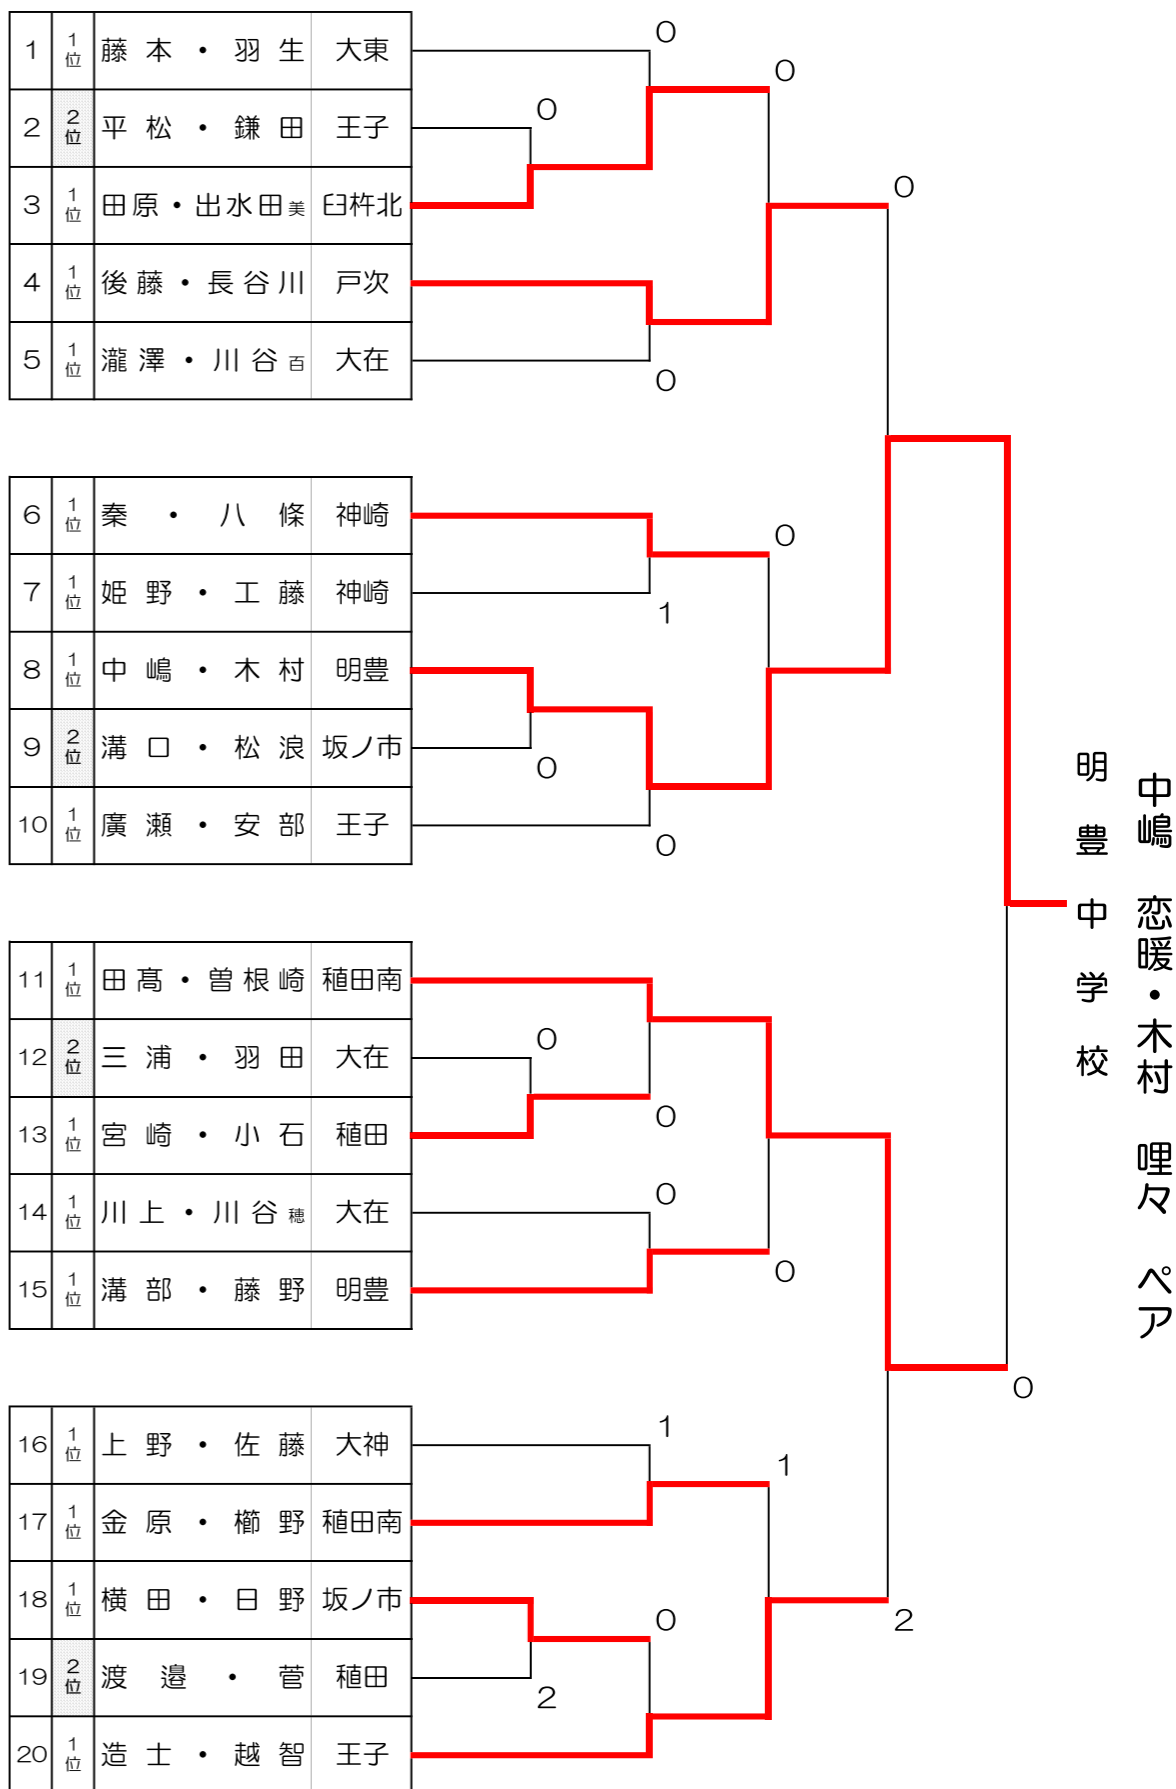 1 1位 藤本・羽生 大東
2 2位 平松・鎌田 王子
3 1位 田原・出水田美 臼杵北
4 1位 後藤・長谷川 戸次
5 1位 瀧澤・川谷百 大在
0
0
0
0
0
6 1位 秦・八條 神崎
7 1位 姫野・工藤 神崎
8 1位 中嶋・木村 明豊
9 2位 溝口・松浪 坂ノ市
10 1位 廣瀬・安部 王子
0
1
0
0
11 1位 田髙・曽根崎 稙田南
12 2位 三浦・羽田 大在
13 1位 宮崎・小石 稙田
14 1位 川上・川谷穂 大在
15 1位 溝部・藤野 明豊
0
0
0
0
16 1位 上野・佐藤 大神
17 1位 金原・櫛野 稙田南
18 1位 横田・日野 坂ノ市
19 2位 渡邉・菅 稙田
20 1位 造士・越智 王子
0
1
1
0
2
2
中嶋 恋暖・木村 哩々 ペア
明豊中学校